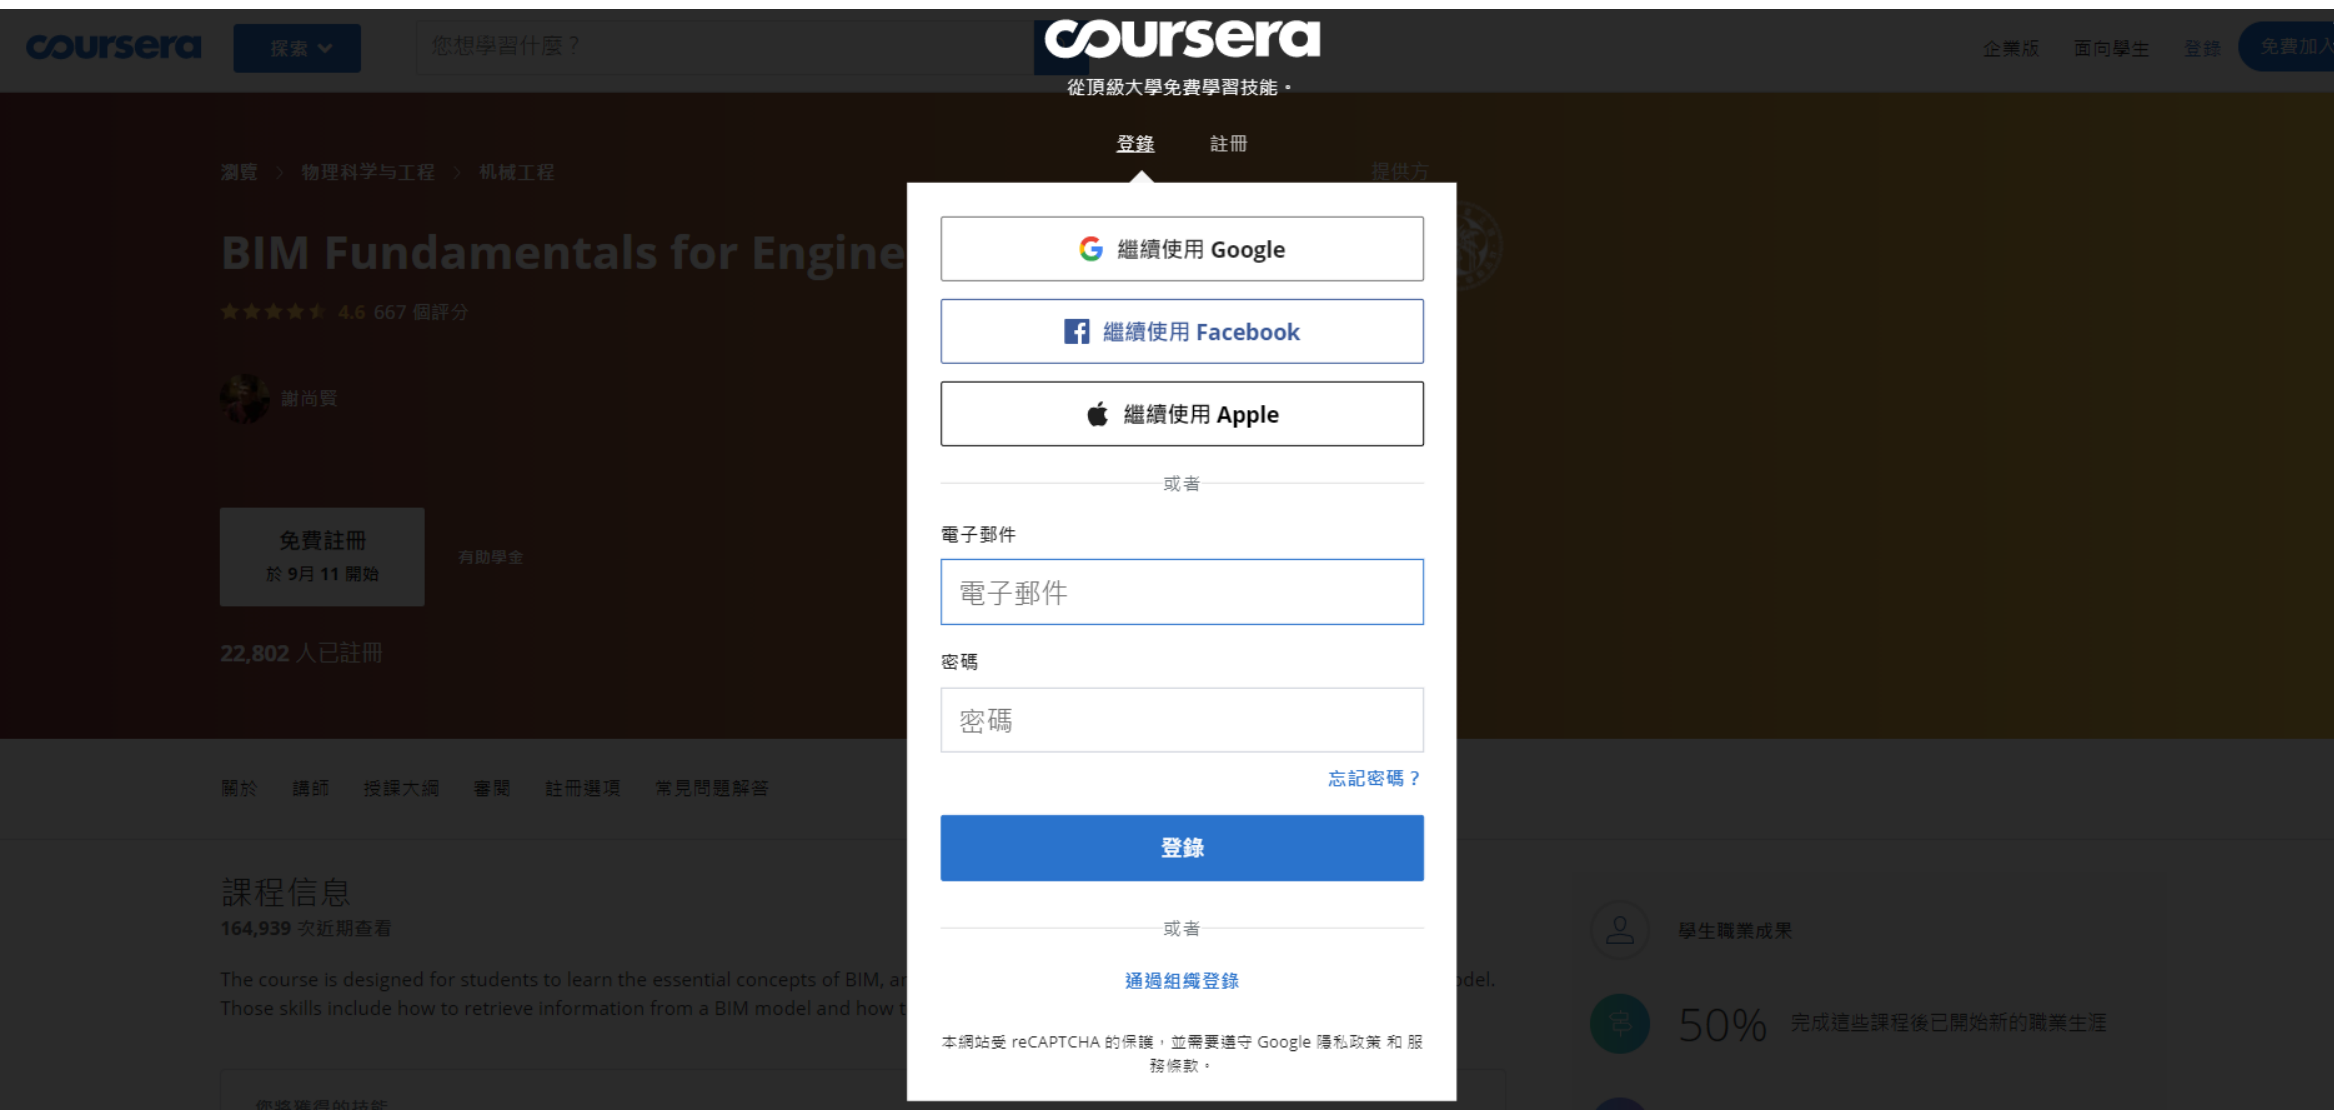 coursera
探索
您想學習什麼？
企業版
面向學生
登錄
免費加入
coursera
從頂級大學免費學習技能。
登錄
註冊
瀏覽 > 物理科学与工程 > 机械工程
提供方
BIM Fundamentals for Engine
4.6 667 個評分
謝尚賢
免費註冊
於 9月 11 開始
有助學金
22,802 人已註冊
繼續使用 Google
繼續使用 Facebook
繼續使用 Apple
或者
電子郵件
電子郵件
密碼
密碼
忘記密碼？
登錄
或者
通過組織登錄
本網站受 reCAPTCHA 的保護，並需要遵守 Google 隱私政策 和 服
務條款。
關於
講師
授課大綱
審閱
註冊選項
常見問題解答
課程信息
164,939 次近期查看
The course is designed for students to learn the essential concepts of BIM, a
Those skills include how to retrieve information from a BIM model and how t
學生職業成果
50% 完成這些課程後已開始新的職業生涯
您將獲得的技能